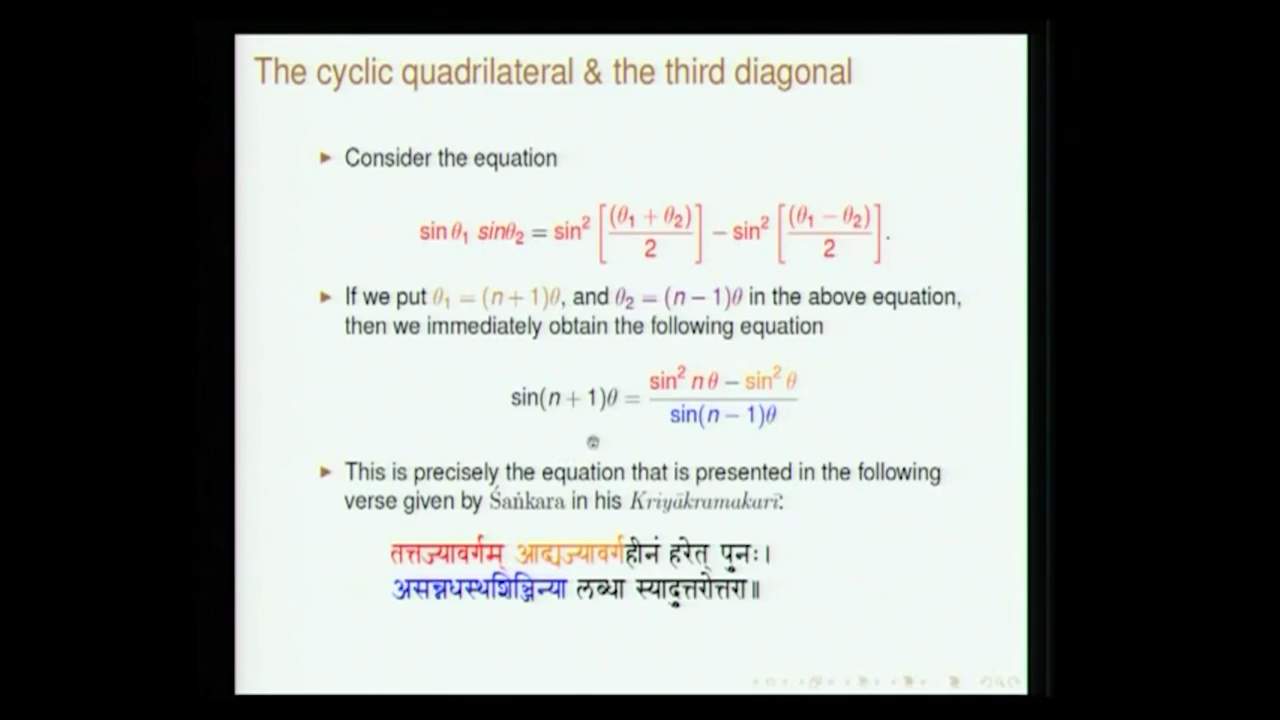 The cyclic quadrilateral & the third diagonal
► Consider the equation
sin θ₁ sinθ₂ = sin² [(θ₁ + θ₂)/2] − sin² [(θ₁ − θ₂)/2].
► If we put θ₁ = (n + 1)θ, and θ₂ = (n − 1)θ in the above equation,
then we immediately obtain the following equation
sin(n + 1)θ = (sin² nθ − sin² θ)/(sin(n − 1)θ)
► This is precisely the equation that is presented in the following
verse given by Śaṅkara in his Kriyākramakarī:
तत्तज्यावर्गम् आद्यज्यावर्गहीनं हरेत् पुनः।
असन्नधस्थशिञ्जिन्या लब्धा स्यादुत्तरोत्तरा॥